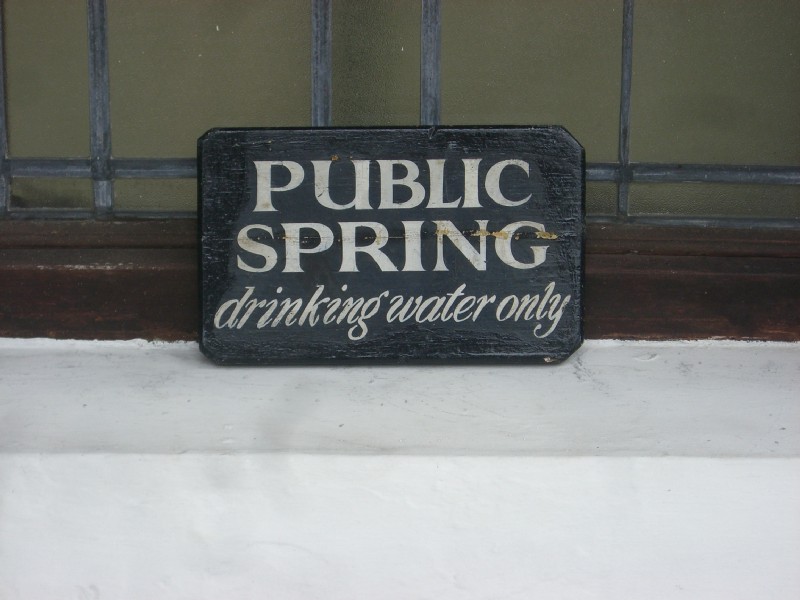 PUBLIC
SPRING
drinking water only